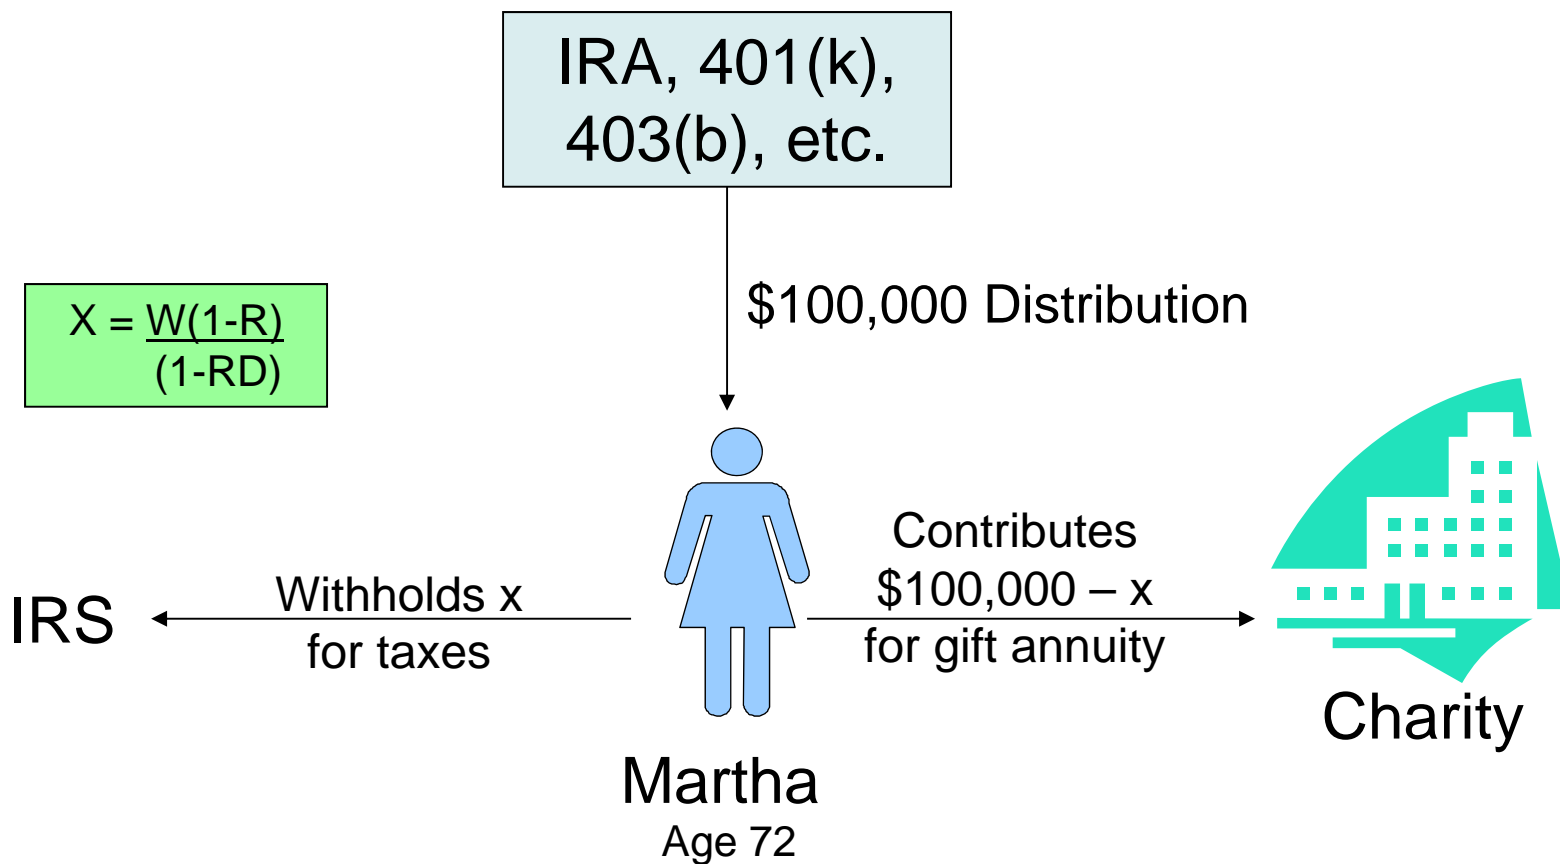 IRA, 401(k),
403(b), etc.
$100,000 Distribution
X = W(1-R)
(1-RD)
IRS
Withholds x
for taxes
Contributes
$100,000 – x
for gift annuity
Charity
Martha
Age 72